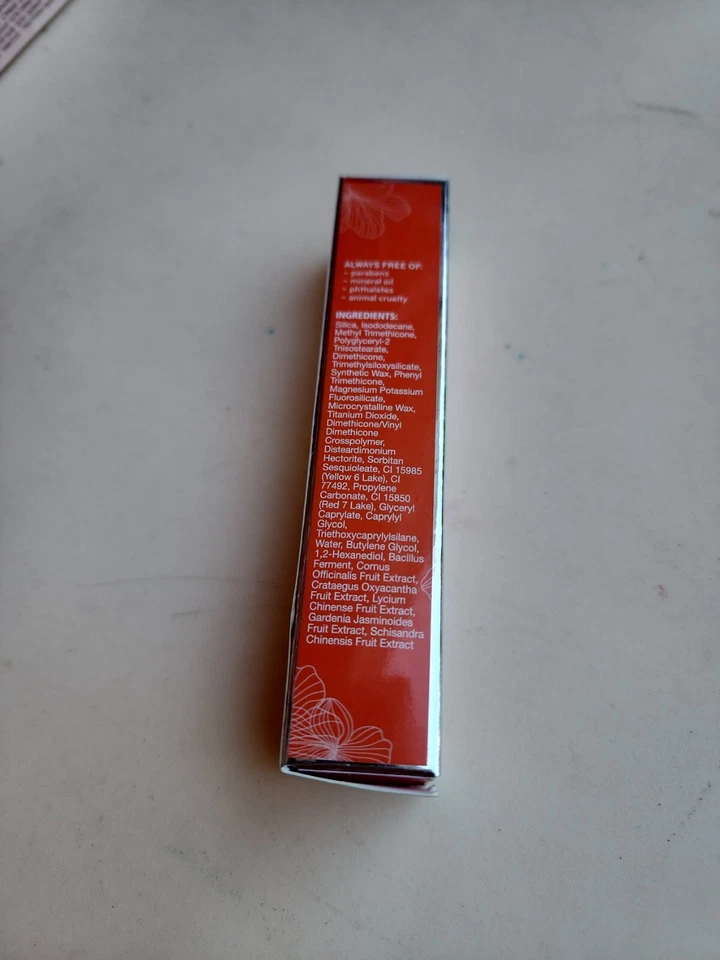 ALWAYS FREE OF:
- parabens
- mineral oil
- phthalates
- animal cruelty
INGREDIENTS:
Silica, Isododecane,
Methyl Trimethicone,
Polyglyceryl-2
Triisostearate,
Dimethicone,
Trimethylsiloxysilicate,
Synthetic Wax, Phenyl
Trimethicone,
Magnesium Potassium
Fluorosilicate,
Microcrystalline Wax,
Titanium Dioxide,
Dimethicone/Vinyl
Dimethicone
Crosspolymer,
Disteardimonium
Hectorite, Sorbitan
Sesquioleate, CI 15985
(Yellow 6 Lake), CI
77492, Propylene
Carbonate, CI 15850
(Red 7 Lake), Glyceryl
Caprylate, Caprylyl
Glycol,
Triethoxycaprylylsilane,
Water, Butylene Glycol,
1,2-Hexanediol, Bacillus
Ferment, Cornus
Officinalis Fruit Extract,
Crataegus Oxyacantha
Fruit Extract, Lycium
Chinense Fruit Extract,
Gardenia Jasminoides
Fruit Extract, Schisandra
Chinensis Fruit Extract